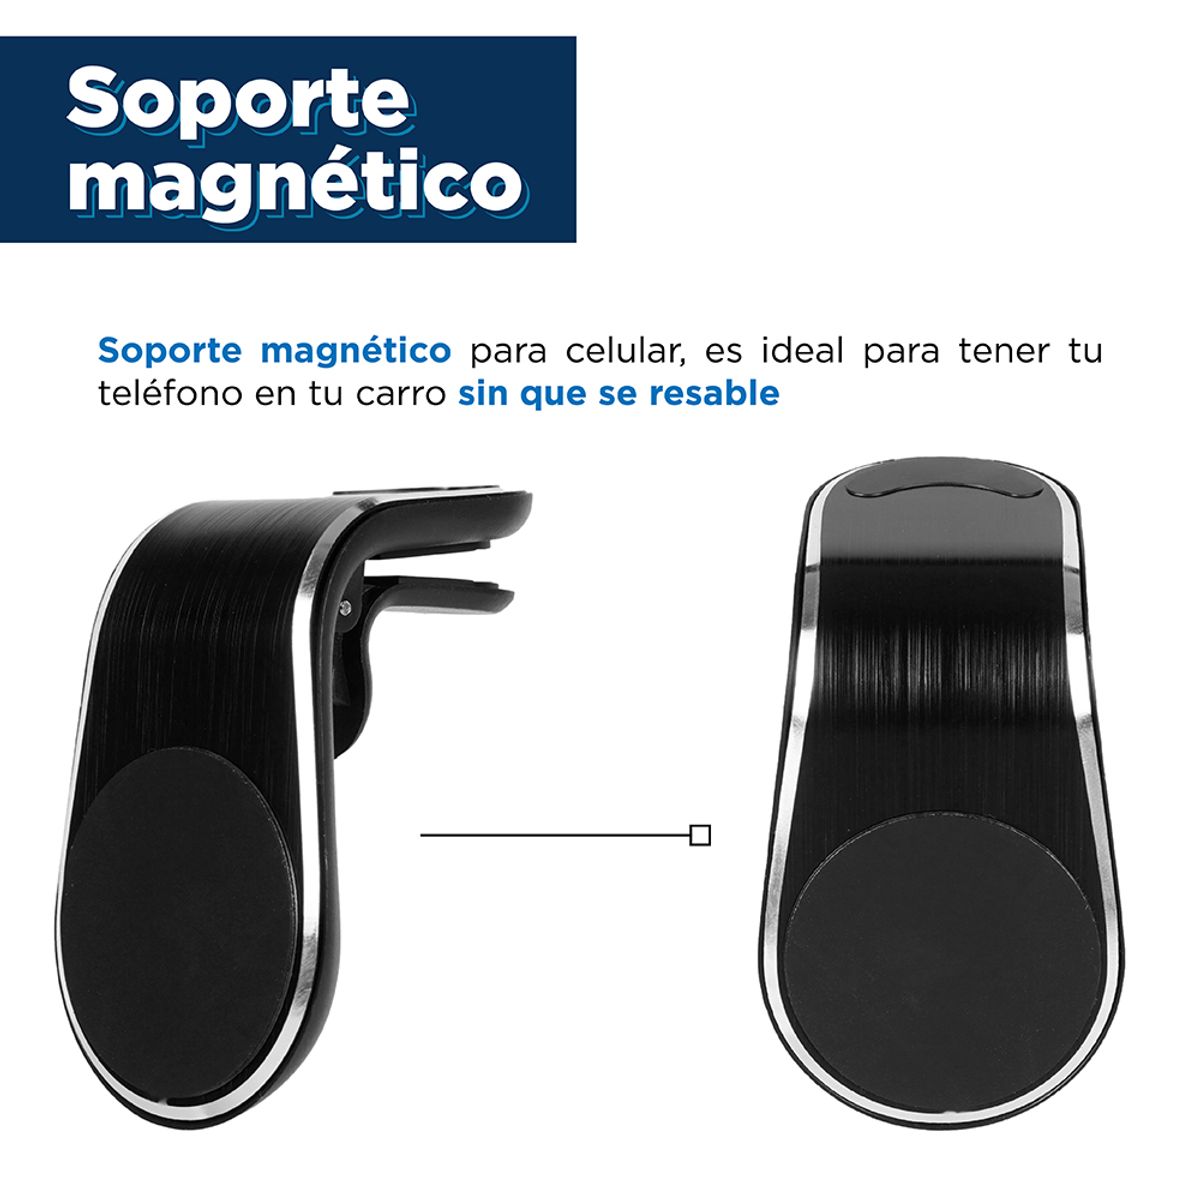 Soporte
magnético
Soporte magnético para celular, es ideal para tener tu
teléfono en tu carro sin que se resable